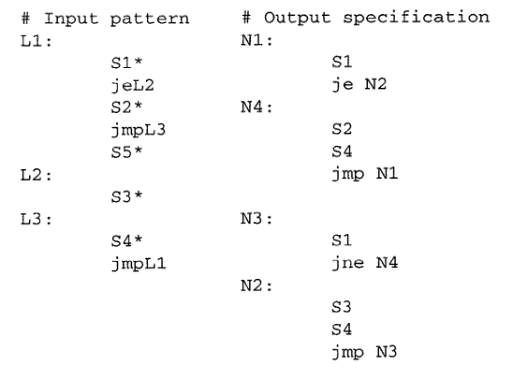 # Input pattern # Output specification
L1: N1:
S1* S1
jeL2 je N2
S2* N4:
jmpL3 S2
S5* S4
L2: jmp N1
S3*
L3: N3:
S4* S1
jmpL1 jne N4
N2:
S3
S4
jmp N3